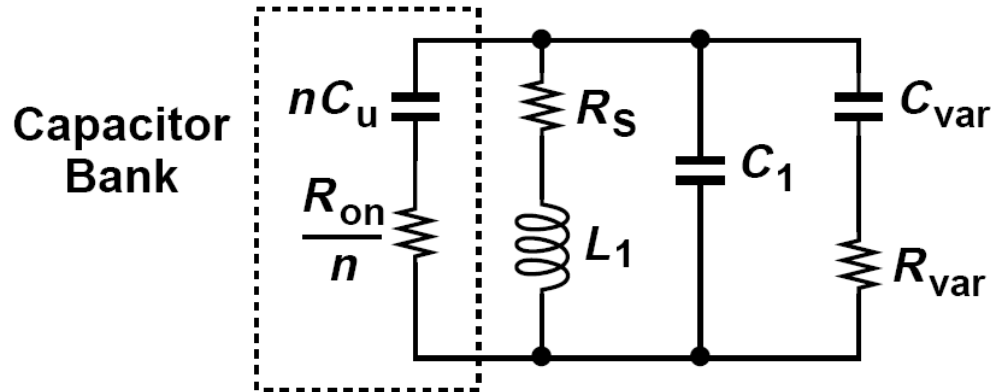 Capacitor
Bank
nCu
Ron
n
RS
L1
C1
Cvar
Rvar